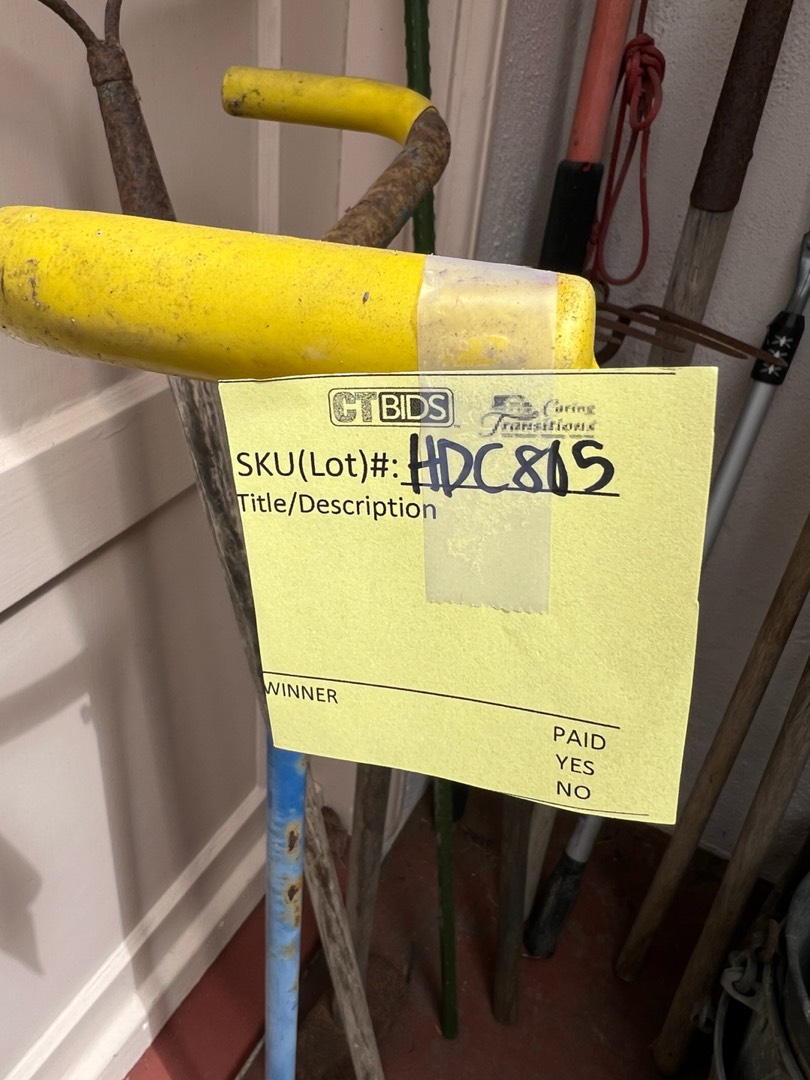 CTBIDS
Caring
Transitions
SKU(Lot)#: HDC815
Title/Description
WINNER
PAID
YES
NO